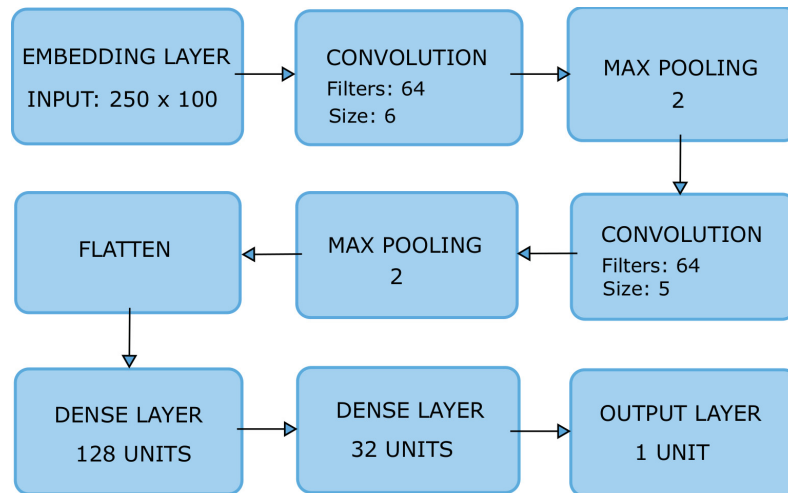 EMBEDDING LAYER
INPUT: 250 x 100
CONVOLUTION
Filters: 64
Size: 6
MAX POOLING
2
CONVOLUTION
Filters: 64
Size: 5
MAX POOLING
2
FLATTEN
DENSE LAYER
128 UNITS
DENSE LAYER
32 UNITS
OUTPUT LAYER
1 UNIT